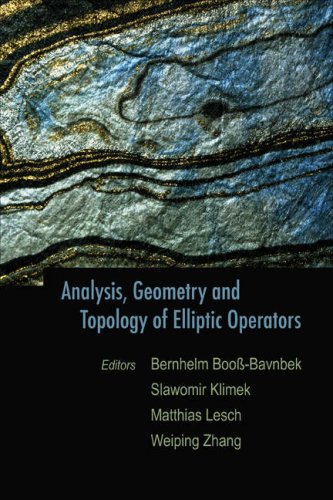 Analysis, Geometry and
Topology of Elliptic Operators
Editors Bernhelm Booß-Bavnbek
Slawomir Klimek
Matthias Lesch
Weiping Zhang